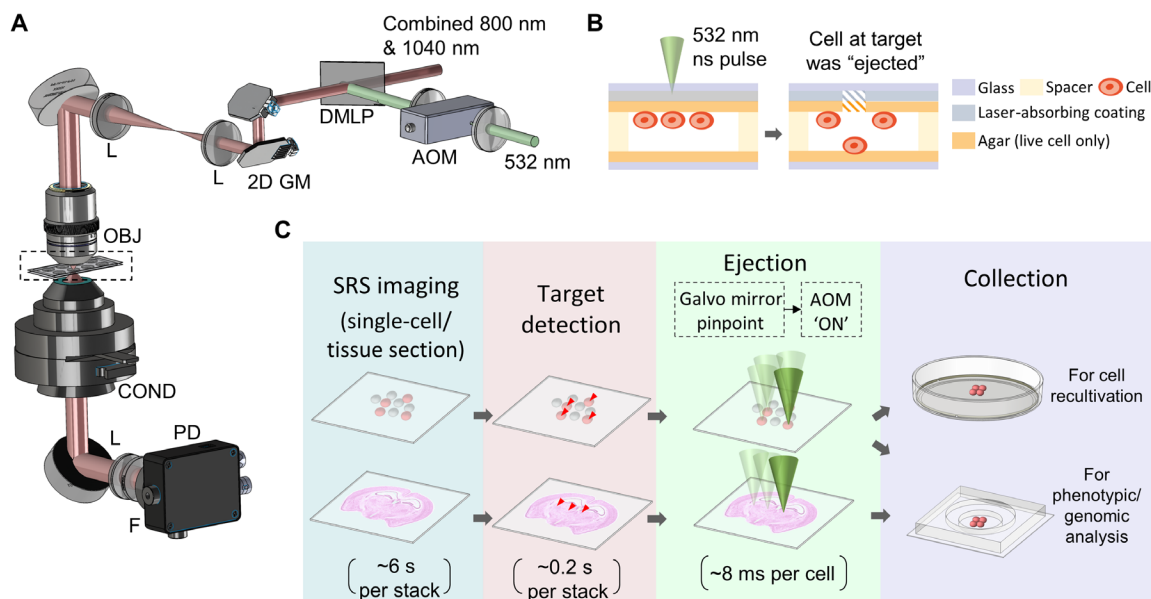 A
Combined 800 nm
& 1040 nm
DMLP
AOM
532 nm
L
L
2D GM
OBJ
COND
L
PD
F
B
532 nm
ns pulse
Cell at target
was “ejected”
Glass
Spacer
Cell
Laser-absorbing coating
Agar (live cell only)
C
SRS imaging
(single-cell/
tissue section)
Target
detection
Ejection
Galvo mirror
pinpoint
AOM
‘ON’
Collection
For cell
recultivation
For
phenotypic/
genomic
analysis
~6 s
per stack
~0.2 s
per stack
~8 ms per cell